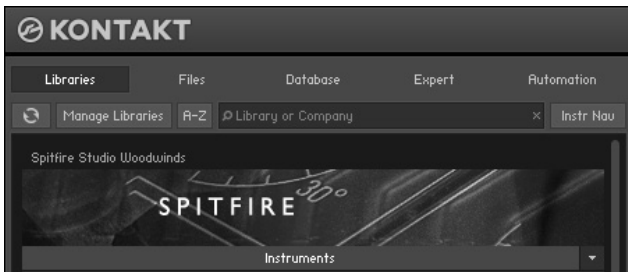 KONTAKT
Libraries Files Database Expert Automation
Manage Libraries A-Z Library or Company × Instr Nav
Spitfire Studio Woodwinds
30°
SPITFIRE
Instruments